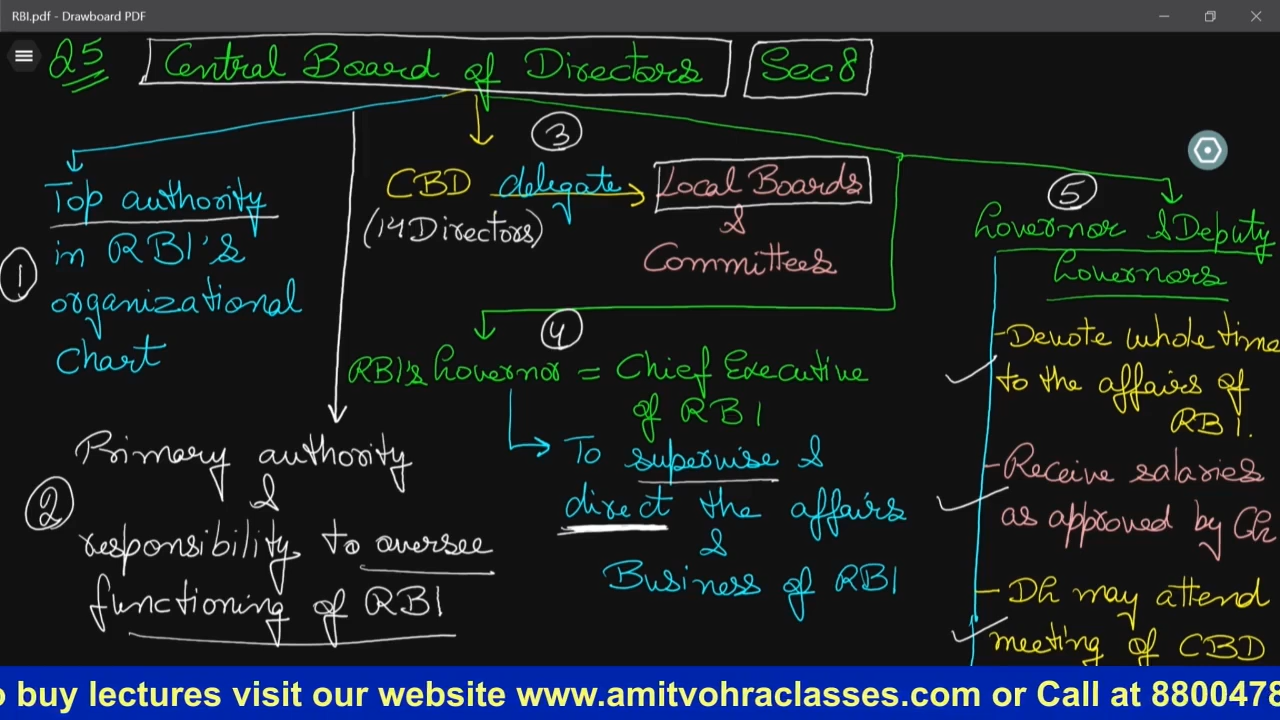 RBI.pdf - Drawboard PDF
Q5 Central Board of Directors Sec 8
① Top authority
in RBI's
organizational
Chart
② Primary authority
&
responsibility to oversee
functioning of RBI
③
CBD delegate Local Boards
(14 Directors) &
Committees
④
RBI's Governor = Chief Executive
of RBI
To supervise &
direct the affairs
&
Business of RBI
⑤
Governor & Deputy
Governors
- Devote whole time
to the affairs of
RBI.
- Receive salaries
as approved by CG
- DG may attend
meeting of CBD
o buy lectures visit our website www.amitvohraclasses.com or Call at 8800478